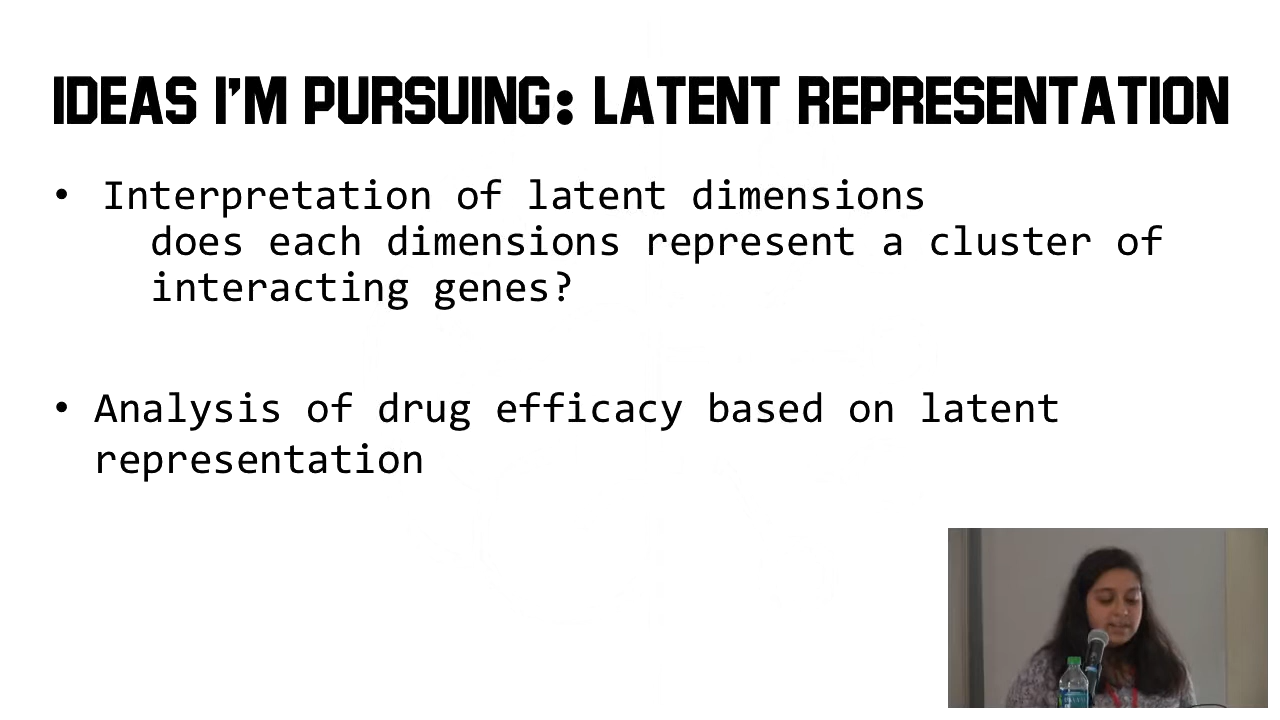 IDEAS I'M PURSUING: LATENT REPRESENTATION
• Interpretation of latent dimensions
does each dimensions represent a cluster of
interacting genes?
• Analysis of drug efficacy based on latent
representation